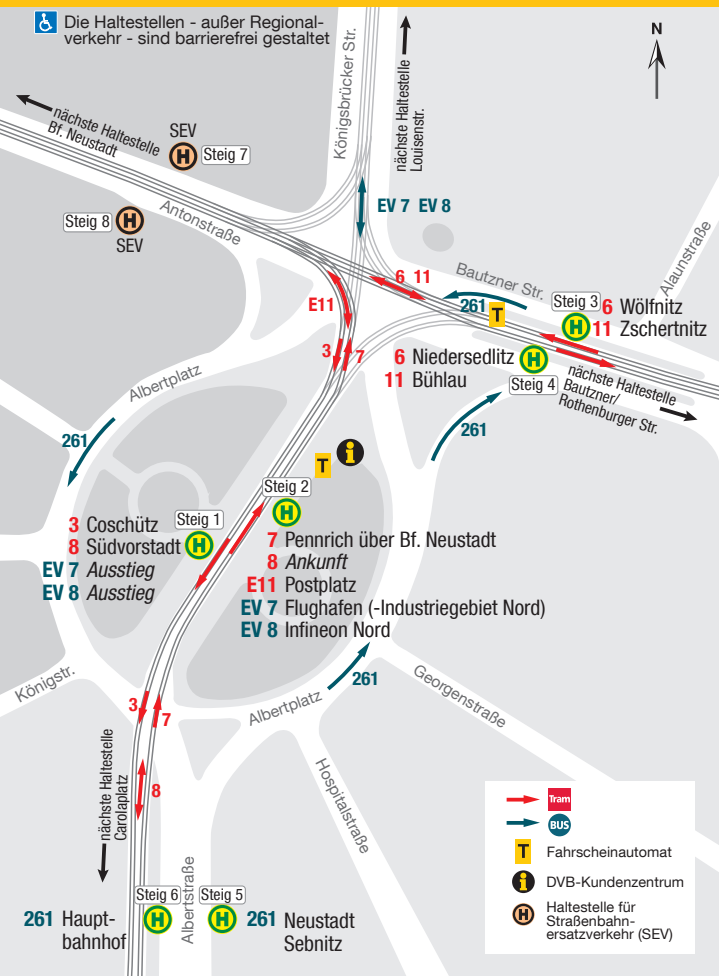 Die Haltestellen - außer Regional-
verkehr - sind barrierefrei gestaltet
N
Königsbrücker Str.
nächste Haltestelle
Louisenstr.
nächste Haltestelle
Bf. Neustadt
SEV
H Steig 7
Steig 8 H
SEV
Antonstraße
EV 7 EV 8
6 11
E11
Bautzner Str.
Alaunstraße
261
T
Steig 3
H
6 Wölfnitz
11 Zschertnitz
3
7
6 Niedersedlitz
11 Bühlau
H
Steig 4
nächste Haltestelle
Bautzner/
Rothenburger Str.
Albertplatz
261
261
T
i
Steig 2
H
Steig 1
H
3 Coschütz
8 Südvorstadt
EV 7 Ausstieg
EV 8 Ausstieg
7 Pennrich über Bf. Neustadt
8 Ankunft
E11 Postplatz
EV 7 Flughafen (-Industriegebiet Nord)
EV 8 Infineon Nord
Königstr.
Albertplatz
261
Georgenstraße
Hospitalstraße
3
7
8
nächste Haltestelle
Carolaplatz
Albertstraße
Steig 6
H
Steig 5
H
261 Haupt-
bahnhof
261 Neustadt
Sebnitz
Tram
BUS
T Fahrscheinautomat
i DVB-Kundenzentrum
H Haltestelle für
Straßenbahn-
ersatzverkehr (SEV)